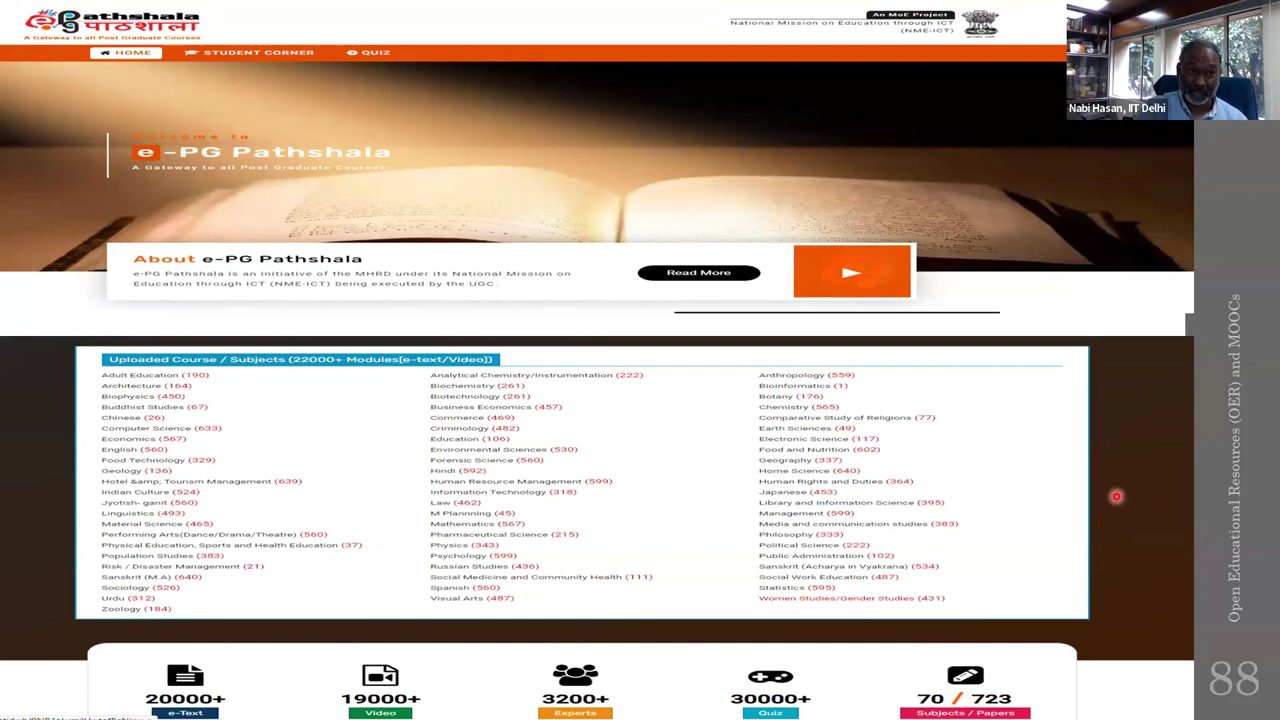 e-Pathshala
पाठशाला
A Gateway to all Post Graduate Courses
An MoE Project
National Mission on Education through ICT
(NME-ICT)
HOME
STUDENT CORNER
QUIZ
Nabi Hasan, IIT Delhi
Welcome to
e-PG Pathshala
A Gateway to all Post Graduate Courses
About e-PG Pathshala
e-PG Pathshala is an initiative of the MHRD under its National Mission on
Education through ICT (NME-ICT) being executed by the UGC.
Read More
Uploaded Course / Subjects (22000+ Modules[e-text/Video])
Adult Education (190)
Analytical Chemistry/Instrumentation (222)
Anthropology (559)
Architecture (164)
Biochemistry (261)
Bioinformatics (1)
Biophysics (450)
Biotechnology (261)
Botany (176)
Buddhist Studies (67)
Business Economics (457)
Chemistry (565)
Chinese (26)
Commerce (469)
Comparative Study of Religions (77)
Computer Science (633)
Criminology (482)
Earth Sciences (49)
Economics (567)
Education (106)
Electronic Science (117)
English (560)
Environmental Sciences (530)
Food and Nutrition (602)
Food Technology (329)
Forensic Science (560)
Geography (337)
Geology (136)
Hindi (592)
Home Science (640)
Hotel &amp; Tourism Management (639)
Human Resource Management (599)
Human Rights and Duties (364)
Indian Culture (524)
Information Technology (318)
Japanese (453)
Jyotish- ganit (560)
Law (462)
Library and Information Science (395)
Linguistics (493)
M Plannning (45)
Management (599)
Material Science (465)
Mathematics (567)
Media and communication studies (383)
Performing Arts(Dance/Drama/Theatre) (560)
Pharmaceutical Science (215)
Philosophy (333)
Physical Education, Sports and Health Education (37)
Physics (343)
Political Science (222)
Population Studies (383)
Psychology (599)
Public Administration (102)
Risk / Disaster Management (21)
Russian Studies (436)
Sanskrit (Acharya in Vyakrana) (534)
Sanskrit (M.A) (640)
Social Medicine and Community Health (111)
Social Work Education (487)
Sociology (526)
Spanish (560)
Statistics (595)
Urdu (312)
Visual Arts (487)
Women Studies/Gender Studies (431)
Zoology (184)
20000+
e-Text
19000+
Video
3200+
Experts
30000+
Quiz
70 / 723
Subjects / Papers
Open Educational Resources (OER) and MOOCs
88